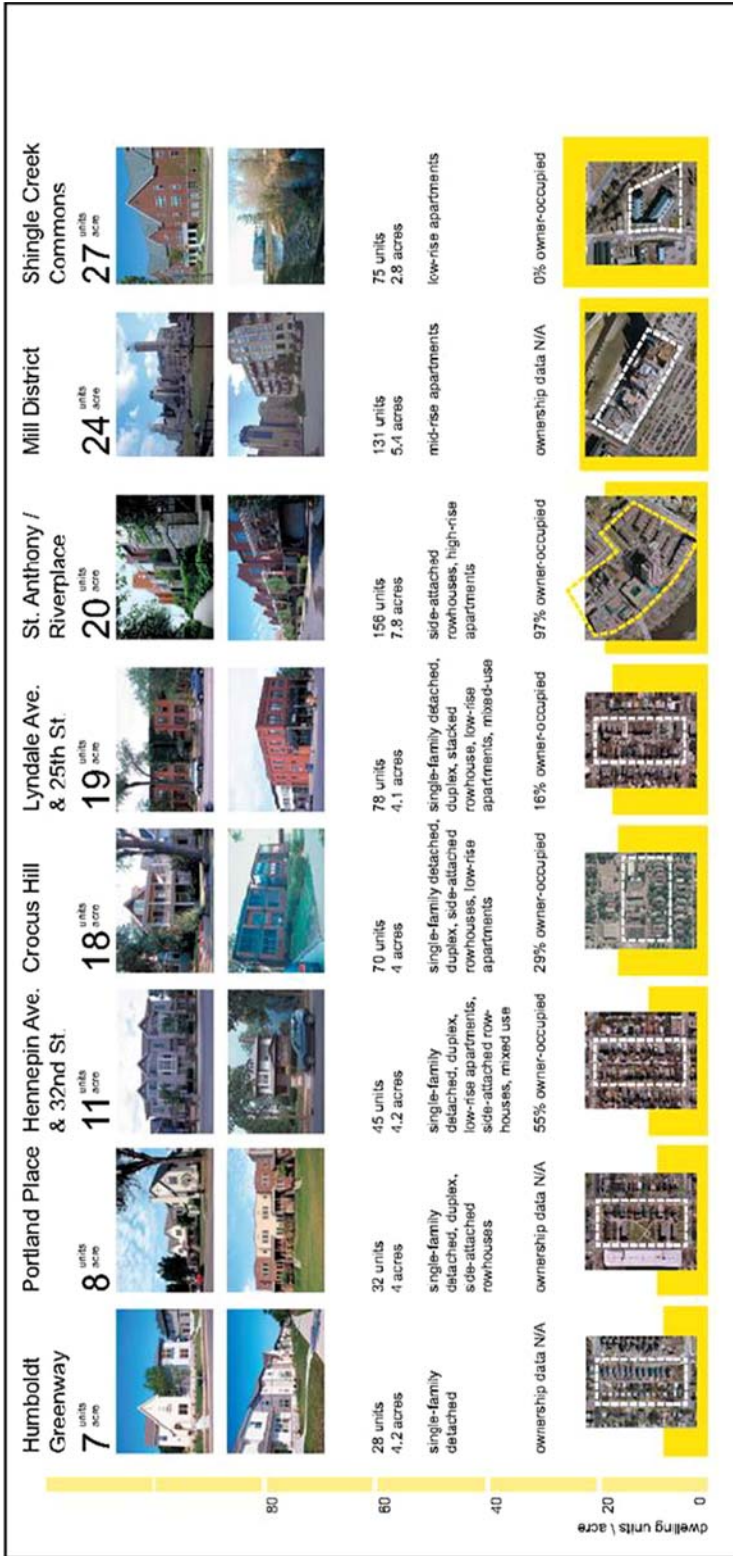 Humboldt
Greenway
7 units
acre
28 units
4.2 acres
single-family
detached
ownership data N/A
Portland Place
8 units
acre
32 units
4 acres
single-family
detached, duplex,
side-attached
rowhouses
ownership data N/A
Hennepin Ave.
& 32nd St.
11 units
acre
45 units
4.2 acres
single-family
detached, duplex,
low-rise apartments,
side-attached row-
houses, mixed use
55% owner-occupied
Crocus Hill
18 units
acre
70 units
4 acres
single-family detached,
duplex, side-attached
rowhouses, low-rise
apartments
29% owner-occupied
Lyndale Ave.
& 25th St.
19 units
acre
78 units
4.1 acres
single-family detached,
duplex, stacked
rowhouse, low-rise
apartments, mixed-use
16% owner-occupied
St. Anthony /
Riverplace
20 units
acre
156 units
7.8 acres
side-attached
rowhouses, high-rise
apartments
97% owner-occupied
Mill District
24 units
acre
131 units
5.4 acres
mid-rise apartments
ownership data N/A
Shingle Creek
Commons
27 units
acre
75 units
2.8 acres
low-rise apartments
0% owner-occupied
80
60
40
20
0
dwelling units \ acre